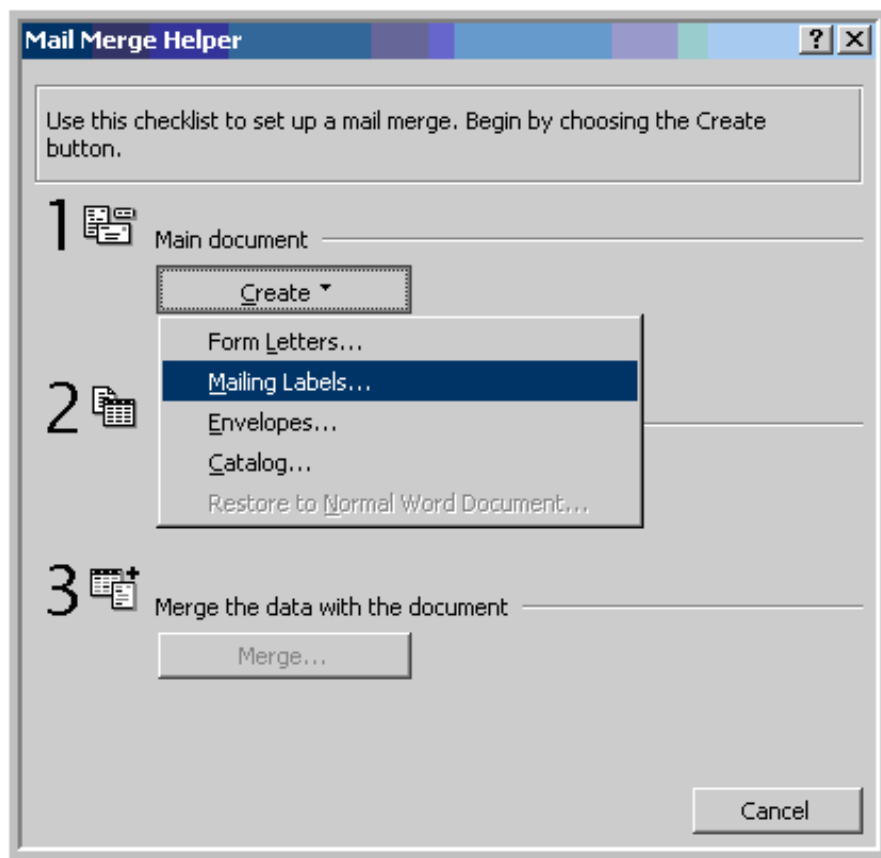 Mail Merge Helper
Use this checklist to set up a mail merge. Begin by choosing the Create
button.
1
Main document
Create
Form Letters...
Mailing Labels...
2
Envelopes...
Catalog...
Restore to Normal Word Document...
3
Merge the data with the document
Merge...
Cancel